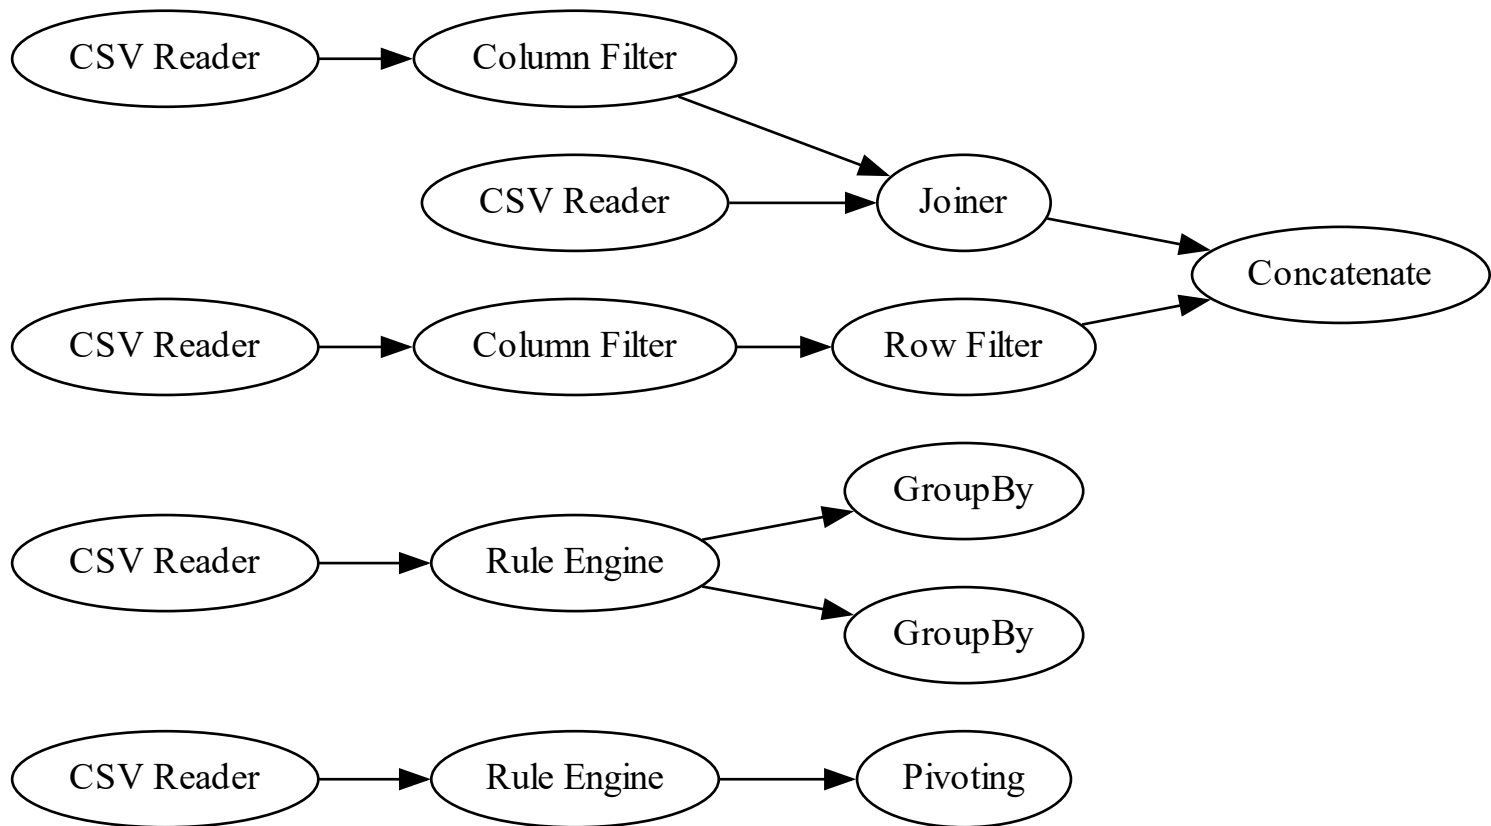 CSV Reader
Column Filter
CSV Reader
Joiner
Concatenate
CSV Reader
Column Filter
Row Filter
GroupBy
CSV Reader
Rule Engine
GroupBy
CSV Reader
Rule Engine
Pivoting